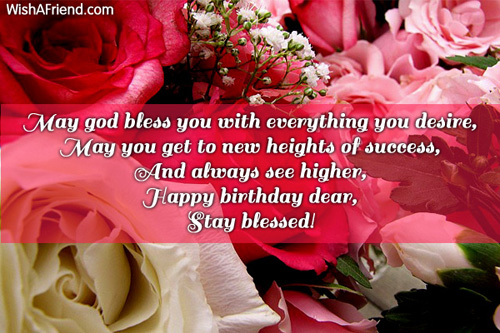 WishAFriend.com
May god bless you with everything you desire,
May you get to new heights of success,
And always see higher,
Happy birthday dear,
Stay blessed!